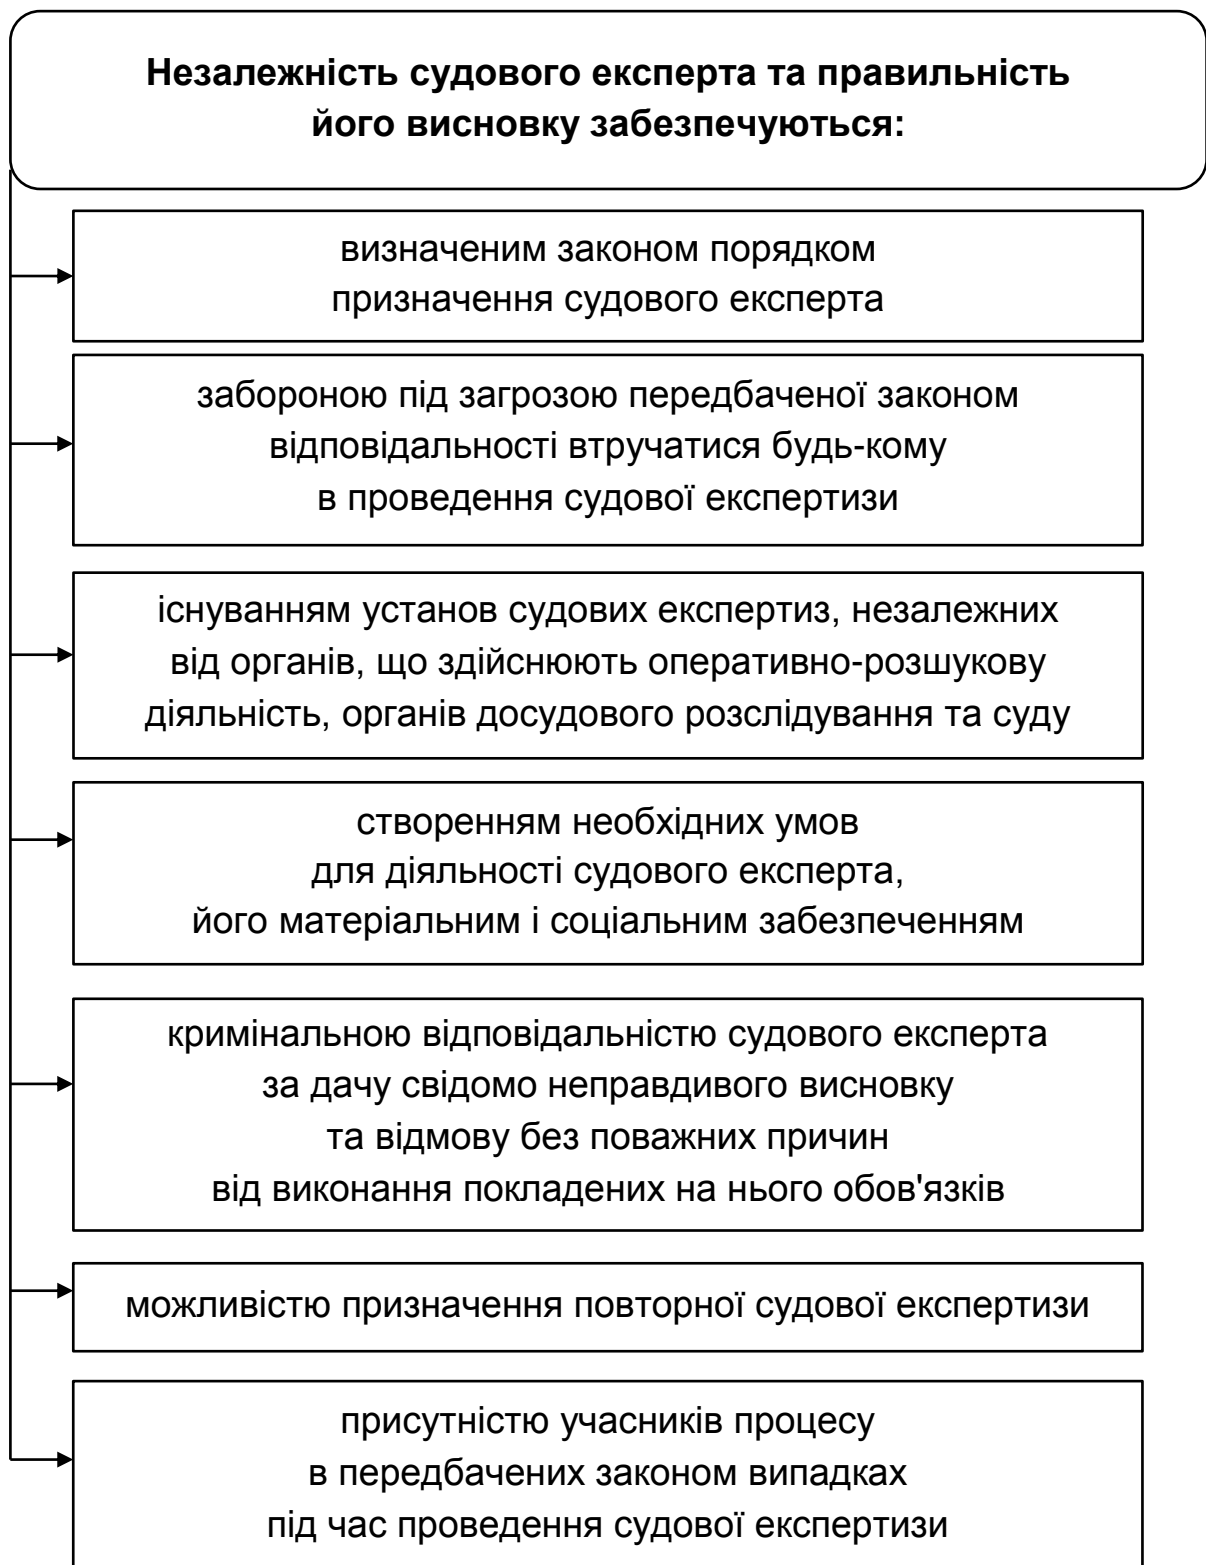 Незалежність судового експерта та правильність
його висновку забезпечуються:
визначеним законом порядком
призначення судового експерта
забороною під загрозою передбаченої законом
відповідальності втручатися будь-кому
в проведення судової експертизи
існуванням установ судових експертиз, незалежних
від органів, що здійснюють оперативно-розшукову
діяльність, органів досудового розслідування та суду
створенням необхідних умов
для діяльності судового експерта,
його матеріальним і соціальним забезпеченням
кримінальною відповідальністю судового експерта
за дачу свідомо неправдивого висновку
та відмову без поважних причин
від виконання покладених на нього обов'язків
можливістю призначення повторної судової експертизи
присутністю учасників процесу
в передбачених законом випадках
під час проведення судової експертизи